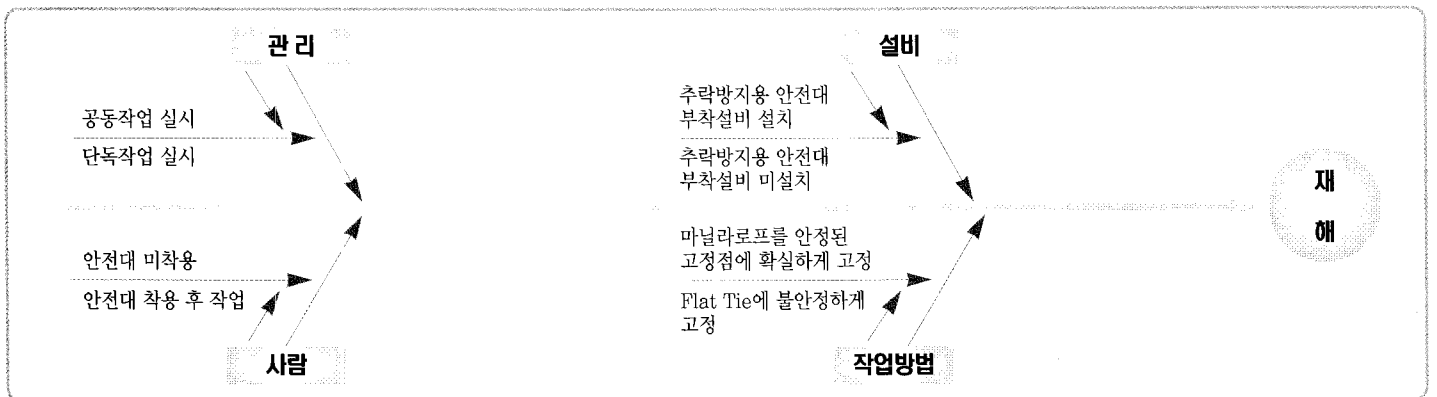 관 리
공동작업 실시
단독작업 실시
안전대 미착용
안전대 착용 후 작업
사람
설비
추락방지용 안전대
부착설비 설치
추락방지용 안전대
부착설비 미설치
마닐라로프를 안정된
고정점에 확실하게 고정
Flat Tie에 불안정하게
고정
작업방법
재
해